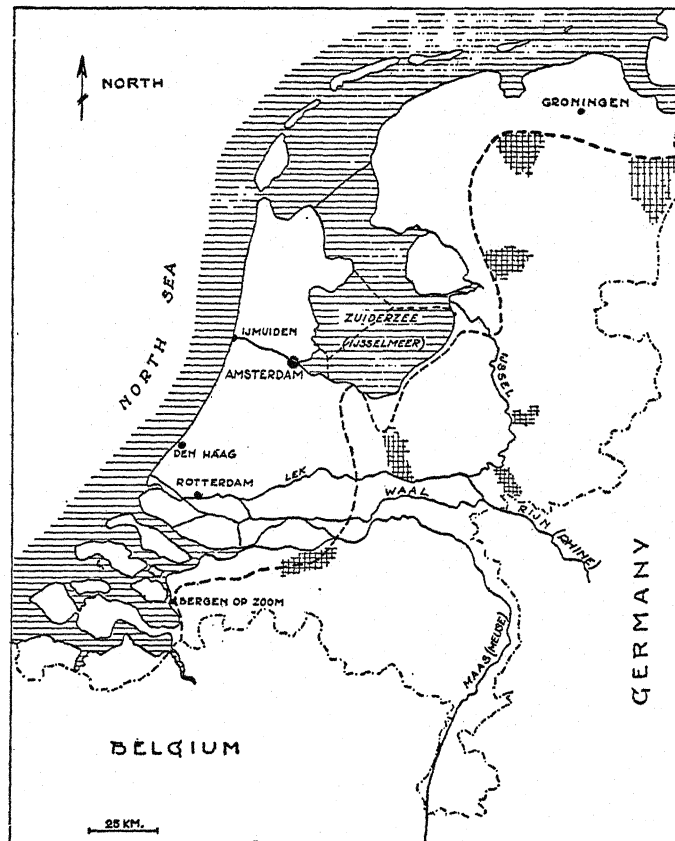 NORTH
GRONINGEN
NORTH SEA
ZUIDERZEE
(IJSSELMEER)
IJMUIDEN
AMSTERDAM
IJSSEL
DEN HAAG
ROTTERDAM
LEK
WAAL
RIJN (RHINE)
BERGEN OP ZOOM
MAAS (MEUSE)
GERMANY
BELGIUM
25 KM.